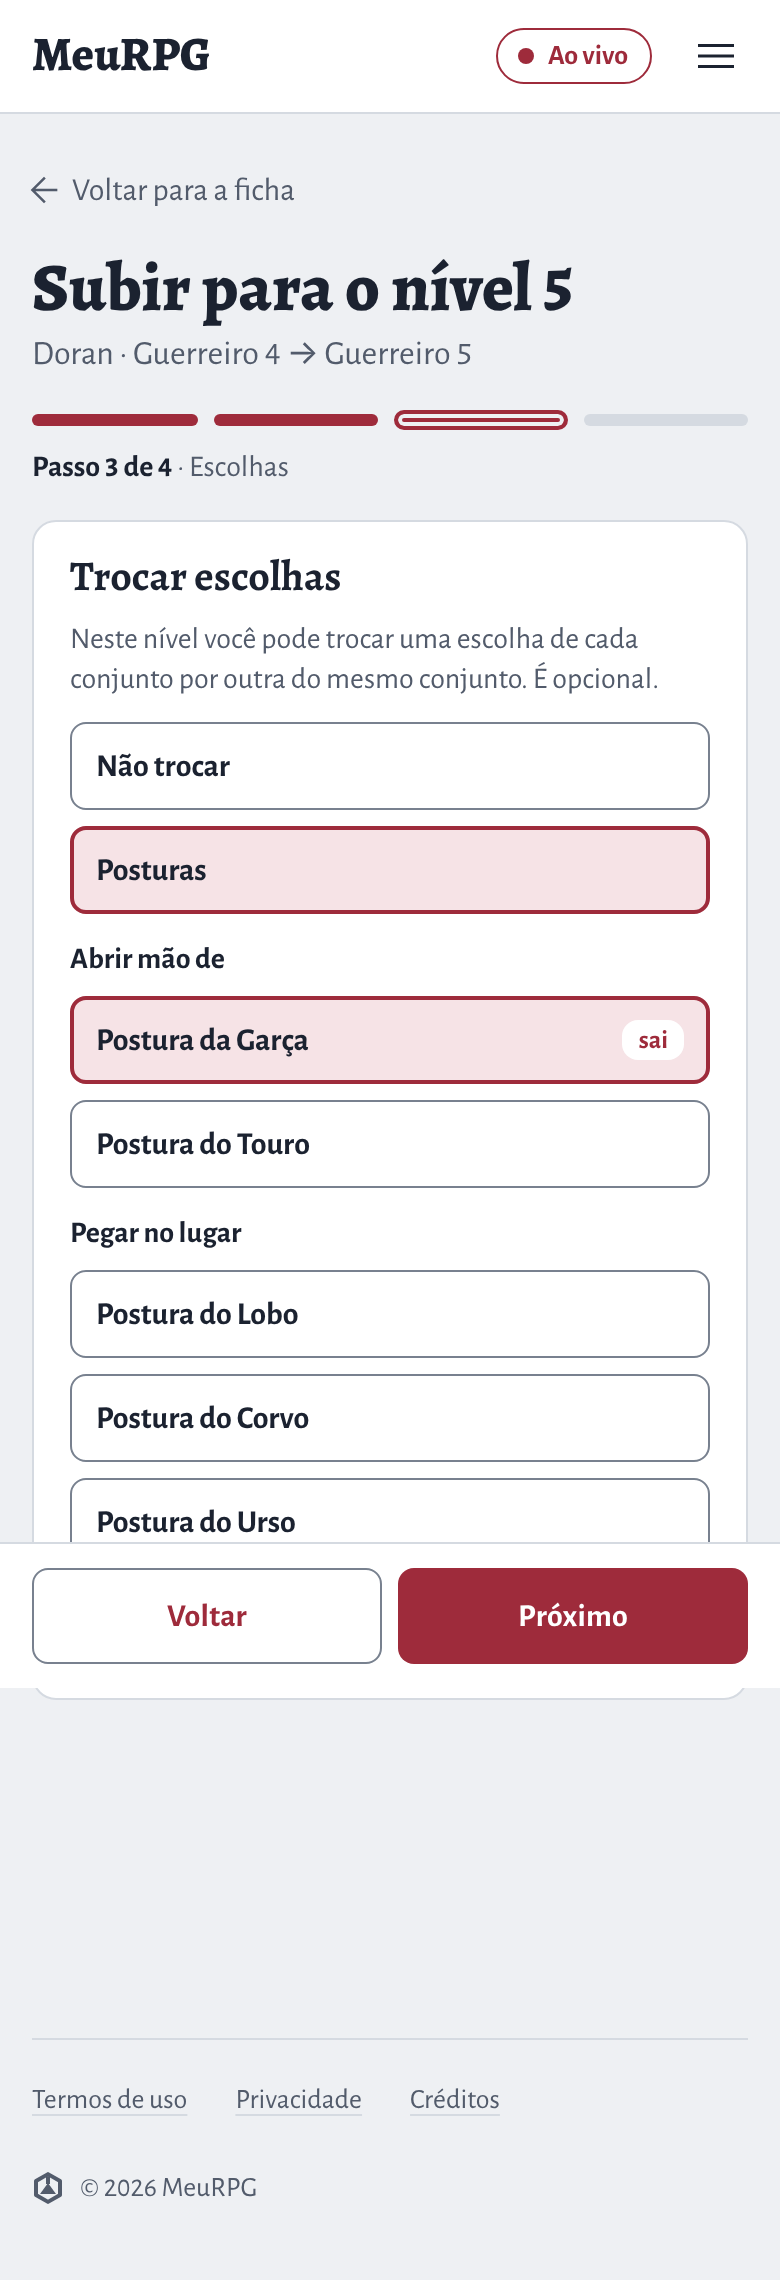 MeuRPG
Ao vivo
Voltar para a ficha
Subir para o nível 5
Doran · Guerreiro 4 → Guerreiro 5
Passo 3 de 4 · Escolhas
Trocar escolhas
Neste nível você pode trocar uma escolha de cada
conjunto por outra do mesmo conjunto. É opcional.
Não trocar
Posturas
Abrir mão de
Postura da Garça
sai
Postura do Touro
Pegar no lugar
Postura do Lobo
Postura do Corvo
Postura do Urso
Voltar
Próximo
Termos de uso
Privacidade
Créditos
© 2026 MeuRPG